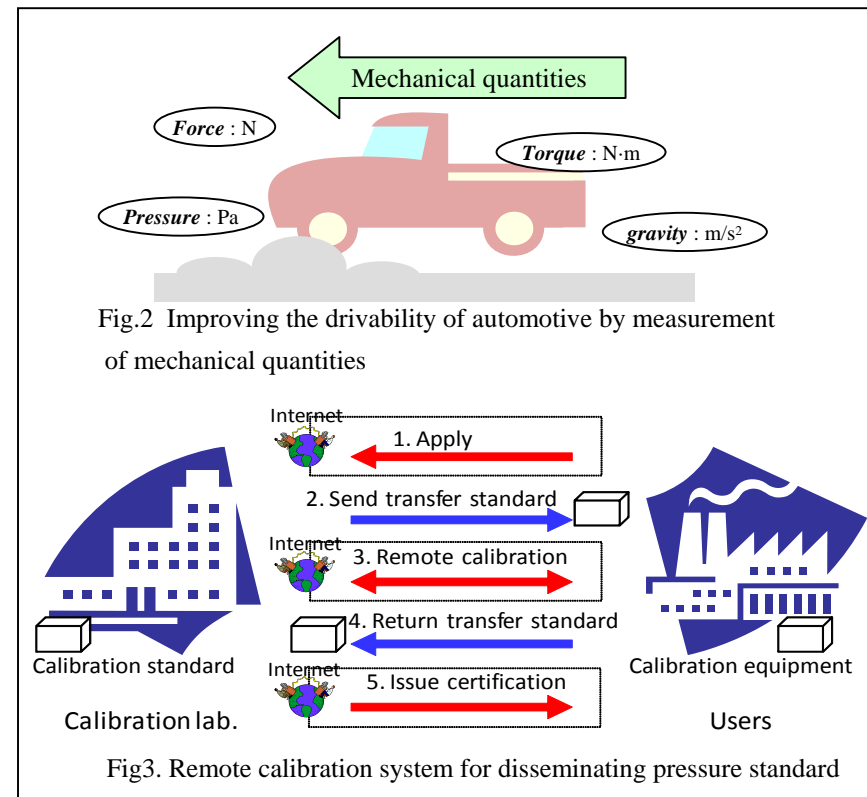 Mechanical quantities
Force : N
Torque : N·m
Pressure : Pa
gravity : m/s²
Fig.2 Improving the drivability of automotive by measurement
of mechanical quantities
Internet
1. Apply
2. Send transfer standard
Internet
3. Remote calibration
4. Return transfer standard
Calibration standard
Calibration equipment
Internet
5. Issue certification
Calibration lab.
Users
Fig3. Remote calibration system for disseminating pressure standard